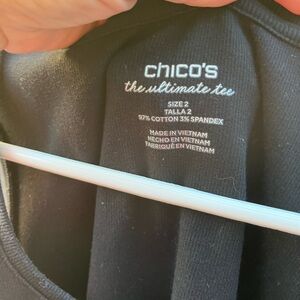 chico's
the ultimate tee
SIZE 2
TALLA 2
97% COTTON 3% SPANDEX
MADE IN VIETNAM
HECHO EN VIETNAM
FABRIQUÉ EN VIETNAM